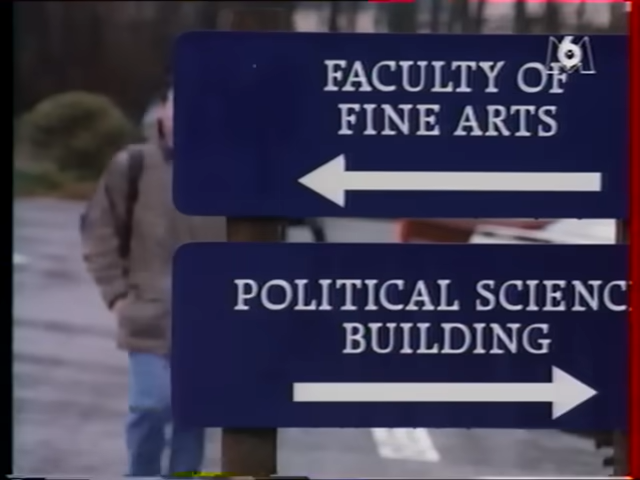 M6
FACULTY OF
FINE ARTS
POLITICAL SCIENC
BUILDING